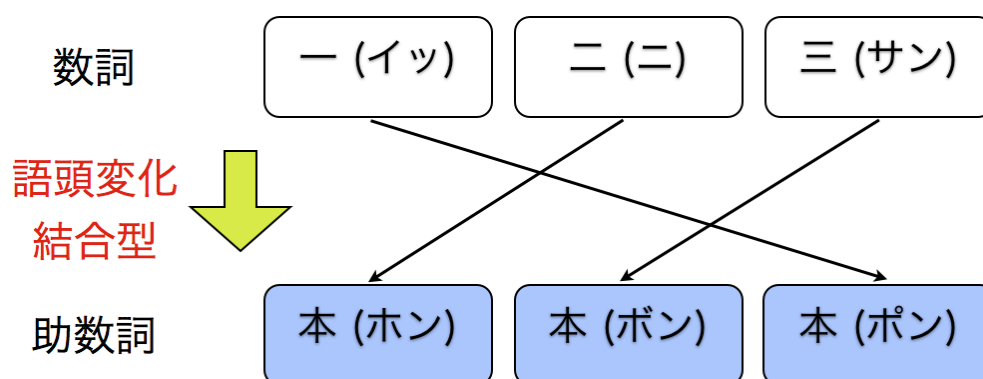 数詞
一 (イッ)
二 (ニ)
三 (サン)
語頭変化
結合型
助数詞
本 (ホン)
本 (ボン)
本 (ポン)